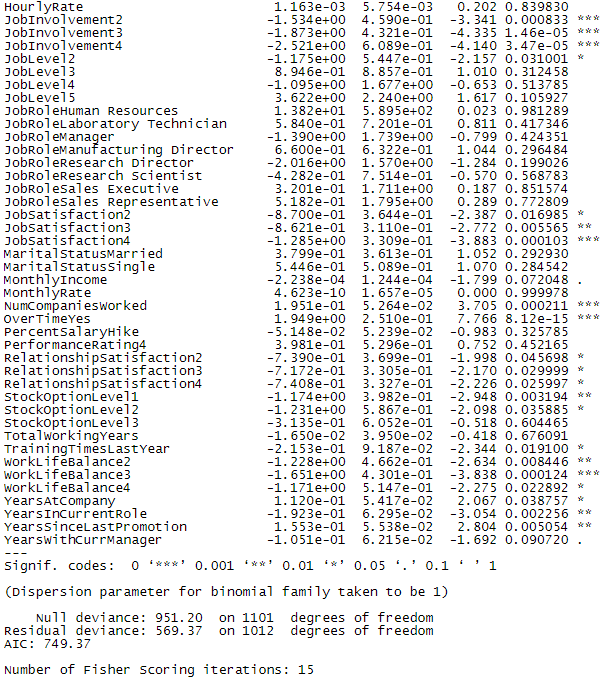 HourlyRate 1.163e-03 5.754e-03 0.202 0.839830
JobInvolvement2 -1.534e+00 4.590e-01 -3.341 0.000833 ***
JobInvolvement3 -1.873e+00 4.321e-01 -4.335 1.46e-05 ***
JobInvolvement4 -2.521e+00 6.089e-01 -4.140 3.47e-05 ***
JobLevel2 -1.175e+00 5.447e-01 -2.157 0.031001 *
JobLevel3 8.946e-01 8.857e-01 1.010 0.312458
JobLevel4 -1.095e+00 1.677e+00 -0.653 0.513785
JobLevel5 3.622e+00 2.240e+00 1.617 0.105927
JobRoleHuman Resources 1.382e+01 5.895e+02 0.023 0.981289
JobRoleLaboratory Technician 5.840e-01 7.201e-01 0.811 0.417346
JobRoleManager -1.390e+00 1.739e+00 -0.799 0.424351
JobRoleManufacturing Director 6.600e-01 6.322e-01 1.044 0.296484
JobRoleResearch Director -2.016e+00 1.570e+00 -1.284 0.199026
JobRoleResearch Scientist -4.282e-01 7.514e-01 -0.570 0.568783
JobRoleSales Executive 3.201e-01 1.711e+00 0.187 0.851574
JobRoleSales Representative 5.182e-01 1.795e+00 0.289 0.772809
JobSatisfaction2 -8.700e-01 3.644e-01 -2.387 0.016985 *
JobSatisfaction3 -8.621e-01 3.110e-01 -2.772 0.005565 **
JobSatisfaction4 -1.285e+00 3.309e-01 -3.883 0.000103 ***
MaritalStatusMarried 3.799e-01 3.613e-01 1.052 0.292930
MaritalStatusSingle 5.446e-01 5.089e-01 1.070 0.284542
MonthlyIncome -2.238e-04 1.244e-04 -1.799 0.072048 .
MonthlyRate 4.623e-10 1.657e-05 0.000 0.999978
NumCompaniesWorked 1.951e-01 5.264e-02 3.705 0.000211 ***
OverTimeYes 1.949e+00 2.510e-01 7.766 8.12e-15 ***
PercentSalaryHike -5.148e-02 5.239e-02 -0.983 0.325785
PerformanceRating4 3.981e-01 5.296e-01 0.752 0.452165
RelationshipSatisfaction2 -7.390e-01 3.699e-01 -1.998 0.045698 *
RelationshipSatisfaction3 -7.172e-01 3.305e-01 -2.170 0.029999 *
RelationshipSatisfaction4 -7.408e-01 3.327e-01 -2.226 0.025997 *
StockOptionLevel1 -1.174e+00 3.982e-01 -2.948 0.003194 **
StockOptionLevel2 -1.231e+00 5.867e-01 -2.098 0.035885 *
StockOptionLevel3 -3.135e-01 6.052e-01 -0.518 0.604465
TotalWorkingYears -1.650e-02 3.950e-02 -0.418 0.676091
TrainingTimesLastYear -2.153e-01 9.187e-02 -2.344 0.019100 *
WorkLifeBalance2 -1.228e+00 4.662e-01 -2.634 0.008446 **
WorkLifeBalance3 -1.651e+00 4.301e-01 -3.838 0.000124 ***
WorkLifeBalance4 -1.171e+00 5.147e-01 -2.275 0.022892 *
YearsAtCompany 1.120e-01 5.417e-02 2.067 0.038757 *
YearsInCurrentRole -1.923e-01 6.295e-02 -3.054 0.002256 **
YearsSinceLastPromotion 1.553e-01 5.538e-02 2.804 0.005054 **
YearsWithCurrManager -1.051e-01 6.215e-02 -1.692 0.090720 .
---
Signif. codes: 0 ‘***’ 0.001 ‘**’ 0.01 ‘*’ 0.05 ‘.’ 0.1 ‘ ’ 1
(Dispersion parameter for binomial family taken to be 1)
Null deviance: 951.20 on 1101 degrees of freedom
Residual deviance: 569.37 on 1012 degrees of freedom
AIC: 749.37
Number of Fisher Scoring iterations: 15